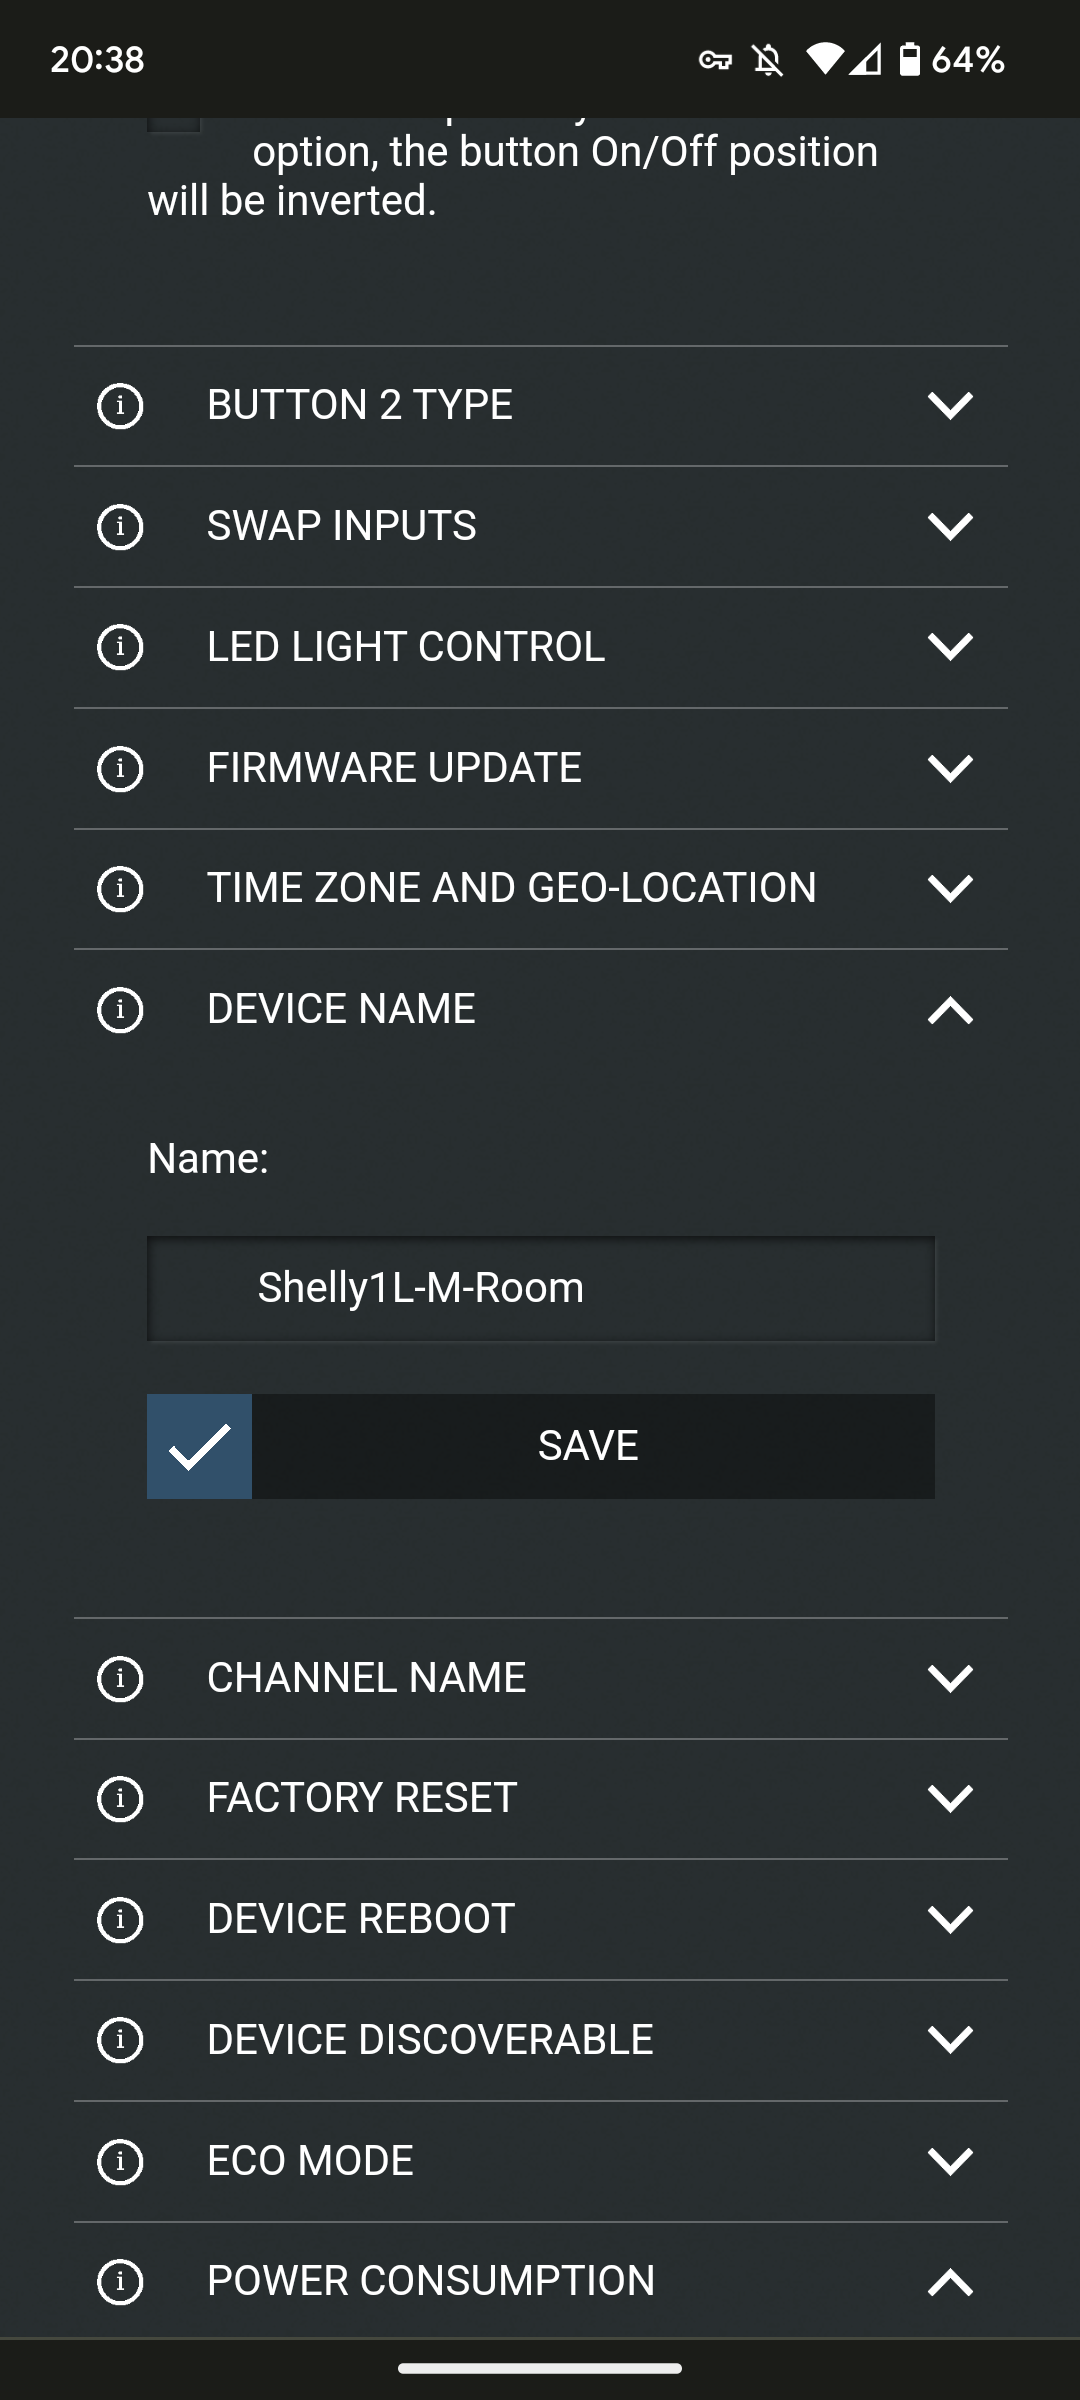 20:38
64%
option, the button On/Off position
will be inverted.
BUTTON 2 TYPE
SWAP INPUTS
LED LIGHT CONTROL
FIRMWARE UPDATE
TIME ZONE AND GEO-LOCATION
DEVICE NAME
Name:
Shelly1L-M-Room
SAVE
CHANNEL NAME
FACTORY RESET
DEVICE REBOOT
DEVICE DISCOVERABLE
ECO MODE
POWER CONSUMPTION